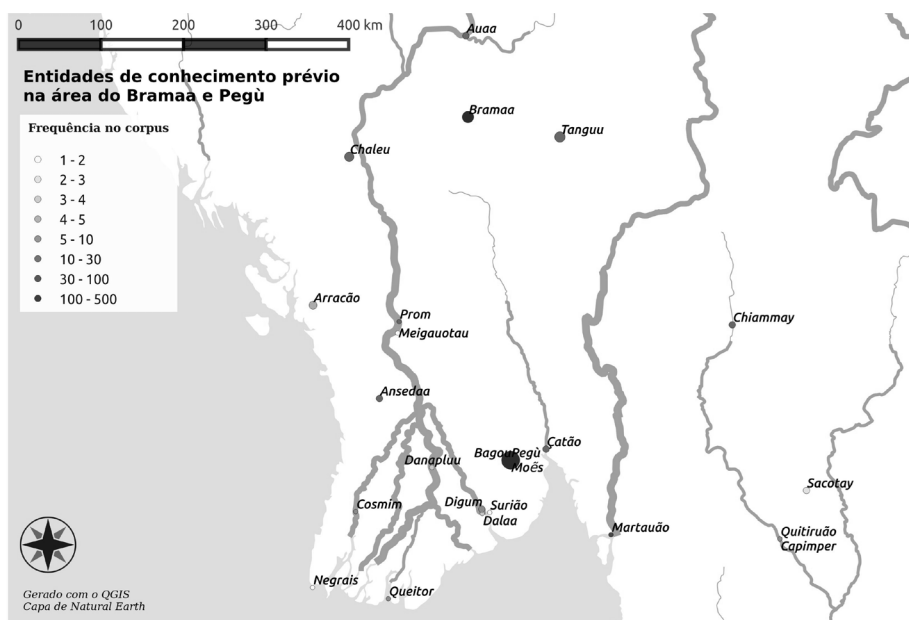 0 100 200 300 400 km
Entidades de conhecimento prévio
na área do Bramaa e Pegù
Frequência no corpus
1 - 2
2 - 3
3 - 4
4 - 5
5 - 10
10 - 30
30 - 100
100 - 500
Auaa
Bramaa
Tanguu
Chaleu
Arracão
Prom
Meigauotau
Chiammay
Ansedaa
Catão
BagouPegù
Moẽs
Danapluu
Sacotay
Cosmim
Digum
Surião
Dalaa
Martauão
Quitiruão
Capimper
Negrais
Queitor
Gerado com o QGIS
Capa de Natural Earth